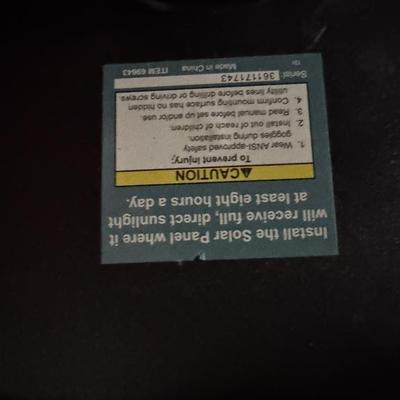 Install the Solar Panel where it
will receive full, direct sunlight
at least eight hours a day.
⚠CAUTION
To prevent injury:
1. Wear ANSI-approved safety
goggles during installation.
2. Install out of reach of children.
3. Read manual before set up and/or use.
4. Confirm mounting surface has no
utility lines before drilling or driving screws.
Serial: 361171743
Made in China ITEM 69643